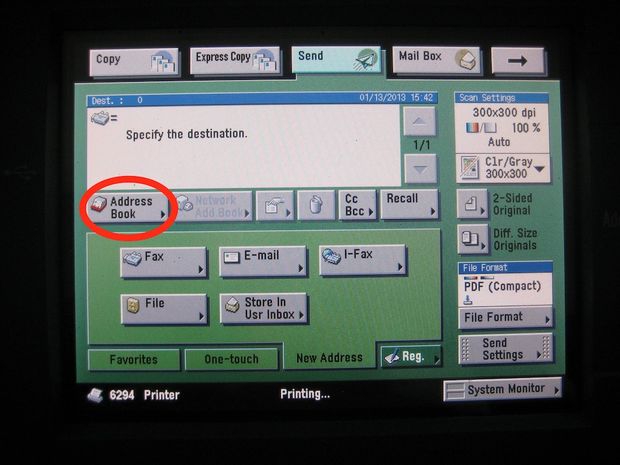 Copy
Express Copy
Send
Mail Box
Dest. : 0
01/13/2013 15:42
Specify the destination.
1/1
Scan Settings
300x300 dpi
100 %
Auto
Clr/Gray
300x300
Address
Book
Network
Add.Book
Cc
Bcc
Recall
2-Sided
Original
Diff. Size
Originals
Fax
E-mail
I-Fax
File
Store In
Usr Inbox
File Format
PDF (Compact)
File Format
Send
Settings
Favorites
One-touch
New Address
Reg.
6294 Printer
Printing...
System Monitor